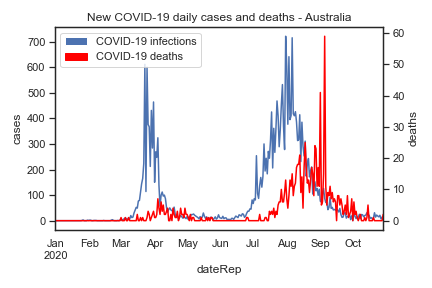 New COVID-19 daily cases and deaths - Australia
COVID-19 infections
COVID-19 deaths
700
600
500
400
300
200
100
0
cases
60
50
40
30
20
10
0
deaths
Jan Feb Mar Apr May Jun Jul Aug Sep Oct
2020
dateRep